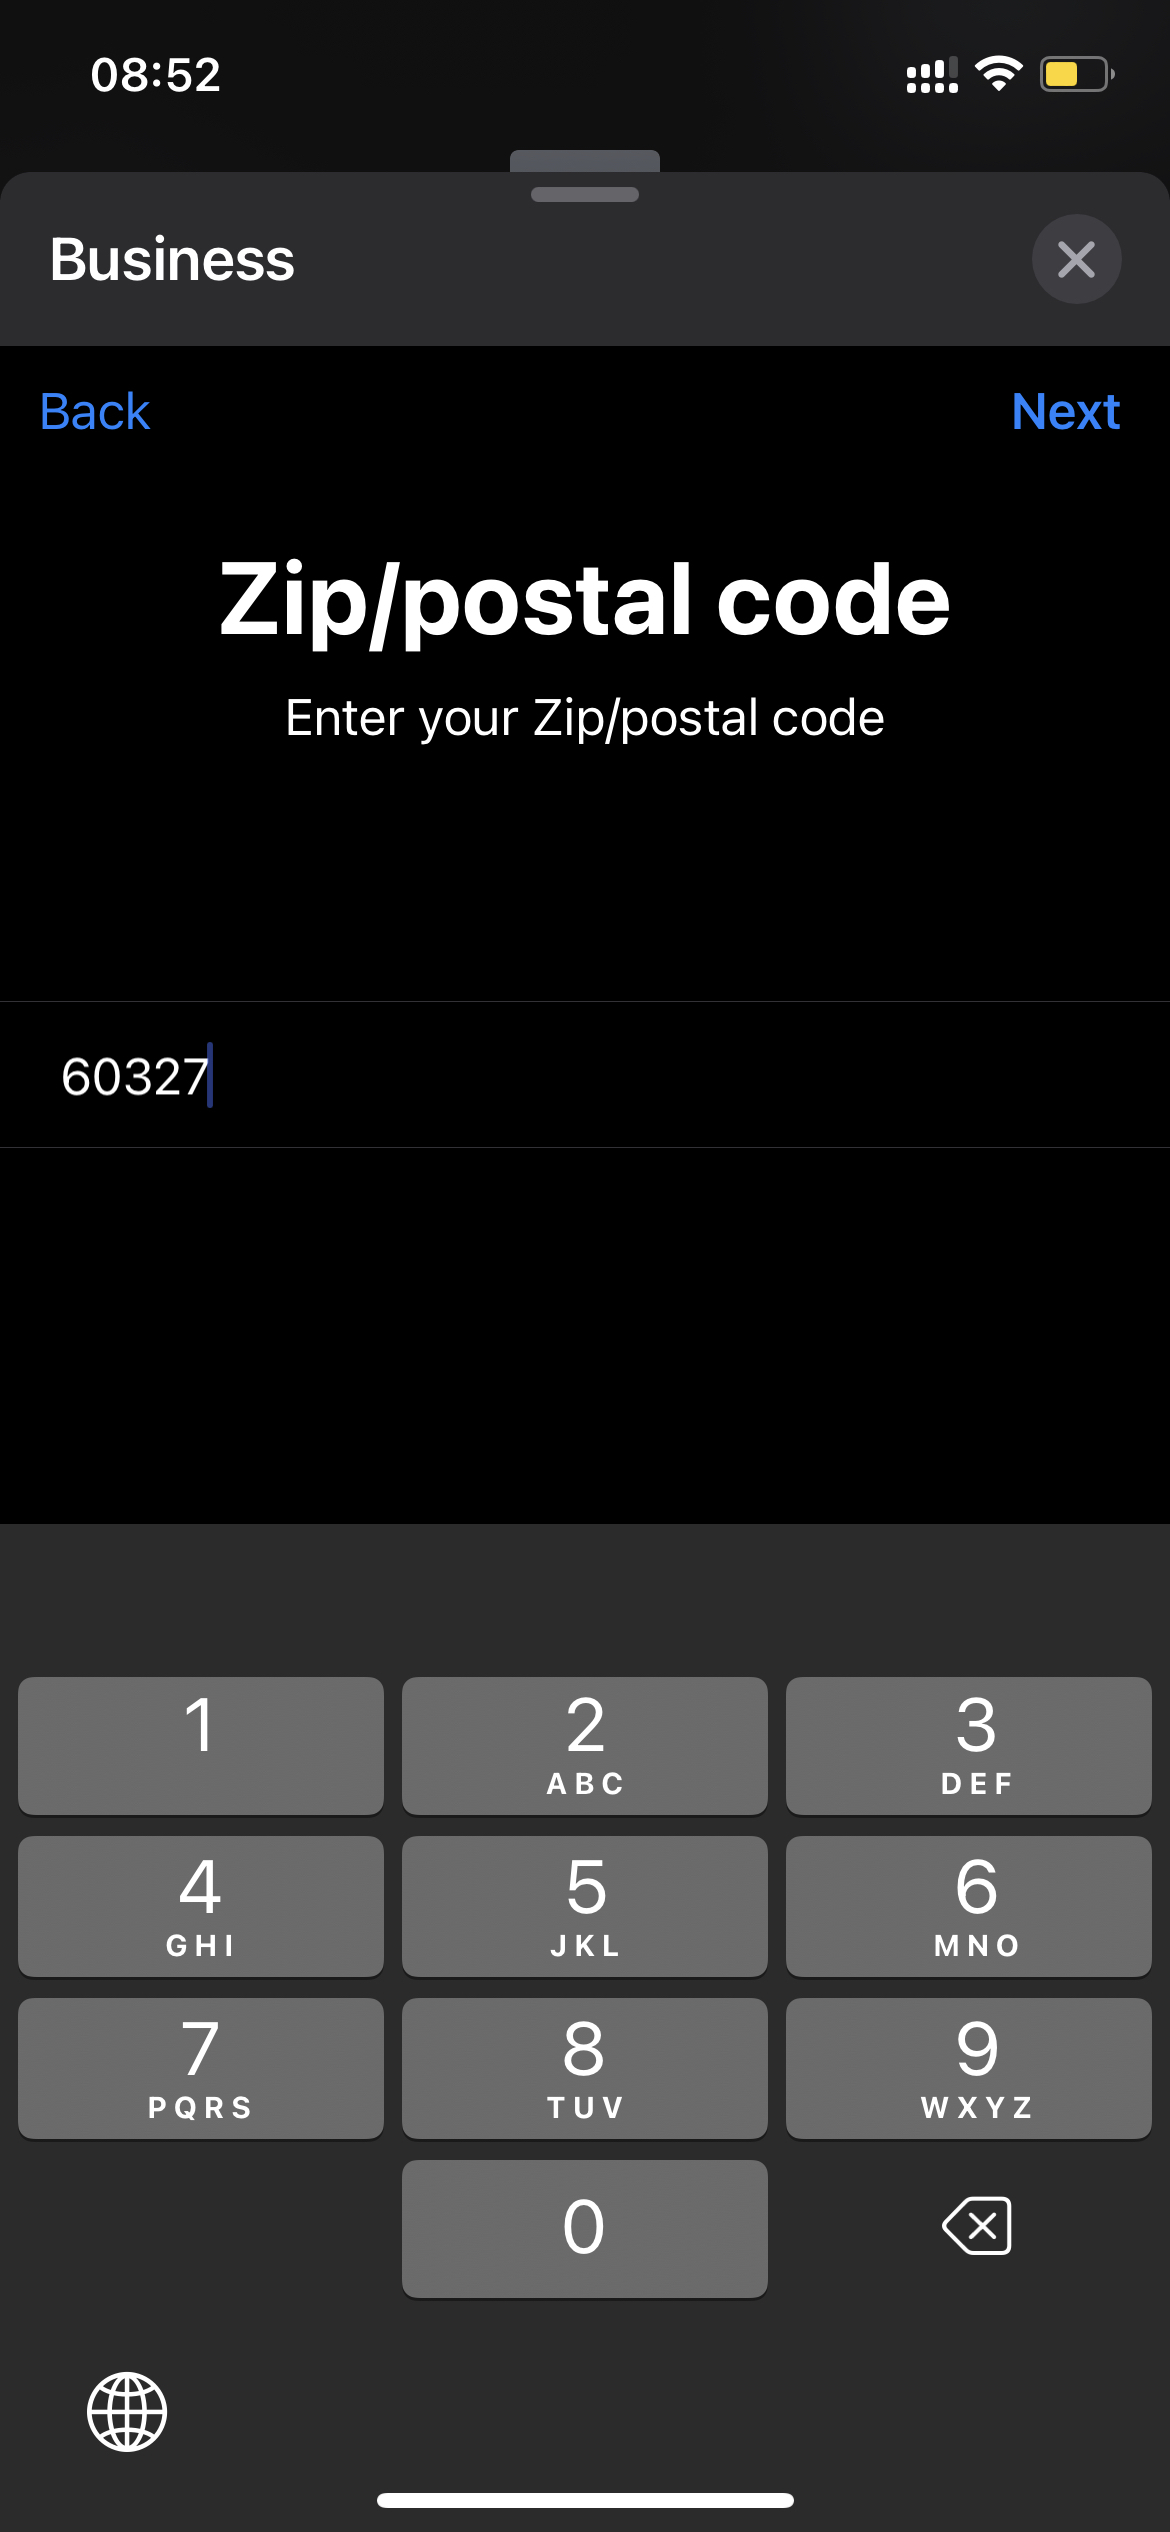 08:52
Business
Back
Next
Zip/postal code
Enter your Zip/postal code
60327
1
2
ABC
3
DEF
4
GHI
5
JKL
6
MNO
7
PQRS
8
TUV
9
WXYZ
0